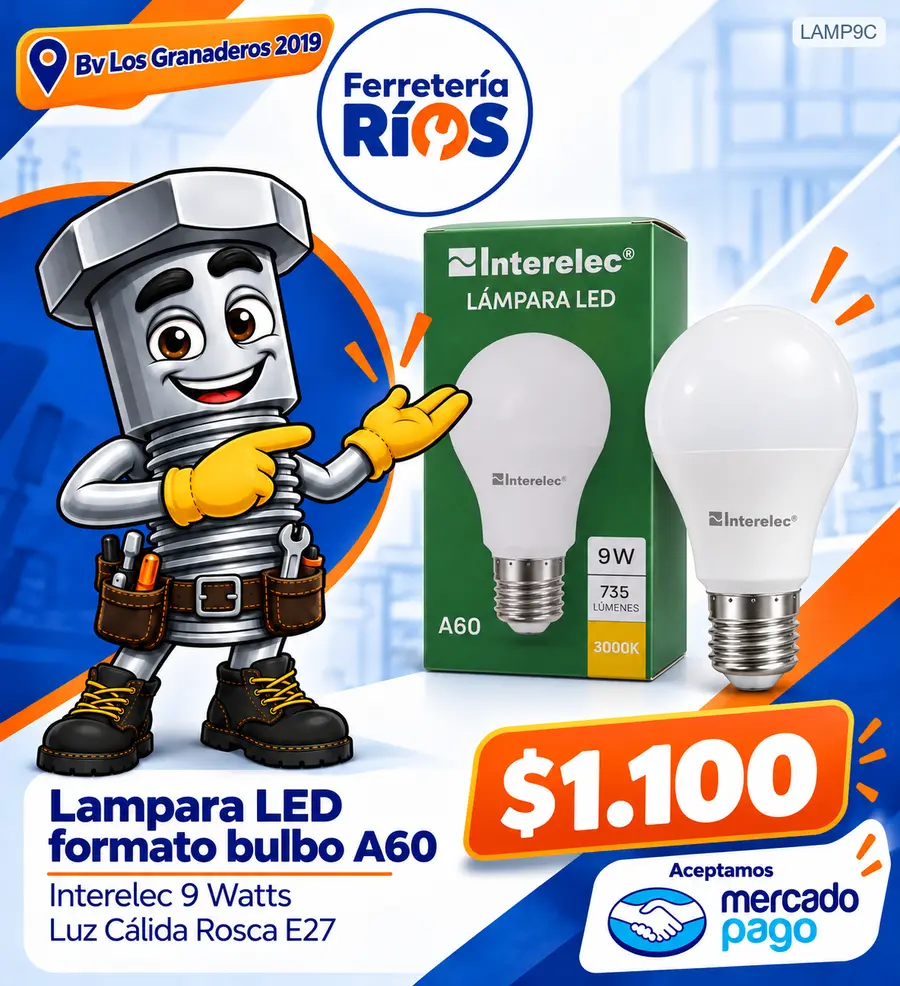 Bv Los Granaderos 2019
Ferretería
Ríos
LAMP9C
Interelec®
LÁMPARA LED
Interelec®
9W
735
LÚMENES
3000K
A60
Interelec®
$1.100
Lampara LED
formato bulbo A60
Interelec 9 Watts
Luz Cálida Rosca E27
Aceptamos
mercado
pago